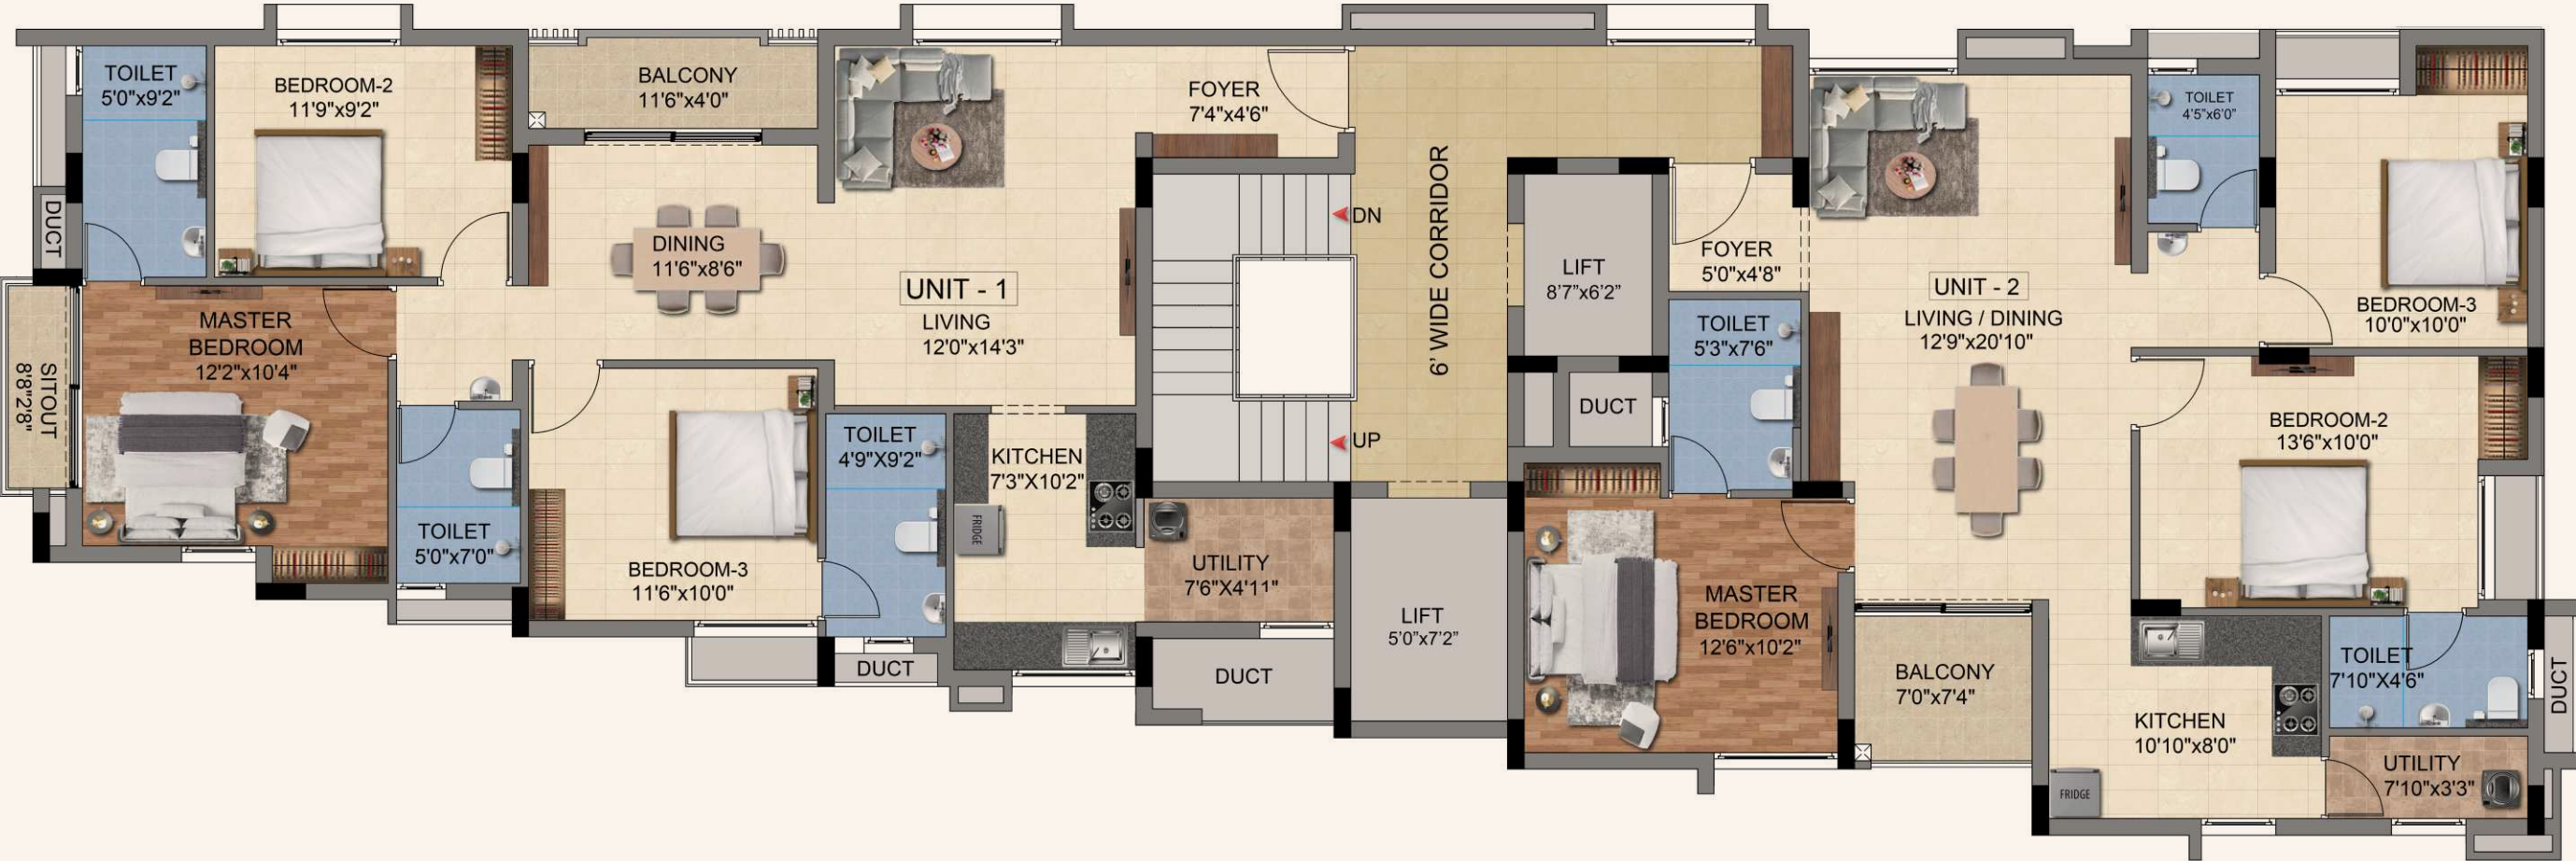 TOILET
5'0"x9'2"
BEDROOM-2
11'9"x9'2"
BALCONY
11'6"x4'0"
FOYER
7'4"x4'6"
DUCT
DINING
11'6"x8'6"
UNIT - 1
LIVING
12'0"x14'3"
MASTER
BEDROOM
12'2"x10'4"
SITOUT
8'8"2'8"
TOILET
5'0"x7'0"
BEDROOM-3
11'6"x10'0"
TOILET
4'9"X9'2"
KITCHEN
7'3"X10'2"
FRIDGE
UTILITY
7'6"X4'11"
DUCT
DUCT
DN
UP
6' WIDE CORRIDOR
LIFT
8'7"x6'2"
LIFT
5'0"x7'2"
DUCT
FOYER
5'0"x4'8"
TOILET
5'3"x7'6"
UNIT - 2
LIVING / DINING
12'9"x20'10"
TOILET
4'5"x6'0"
BEDROOM-3
10'0"x10'0"
BEDROOM-2
13'6"x10'0"
MASTER
BEDROOM
12'6"x10'2"
BALCONY
7'0"x7'4"
KITCHEN
10'10"x8'0"
FRIDGE
TOILET
7'10"X4'6"
UTILITY
7'10"x3'3"
DUCT